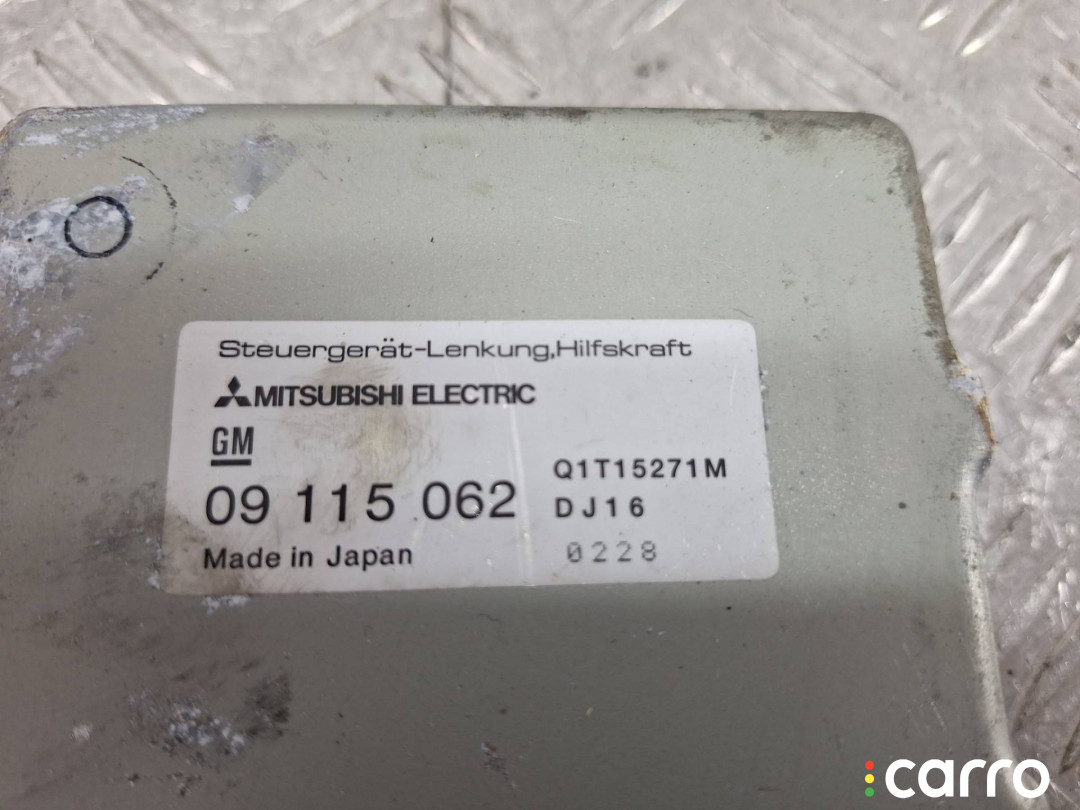 Steuergerät-Lenkung,Hilfskraft
MITSUBISHI ELECTRIC
GM
09 115 062
Q1T15271M
DJ16
Made in Japan
0228
carro